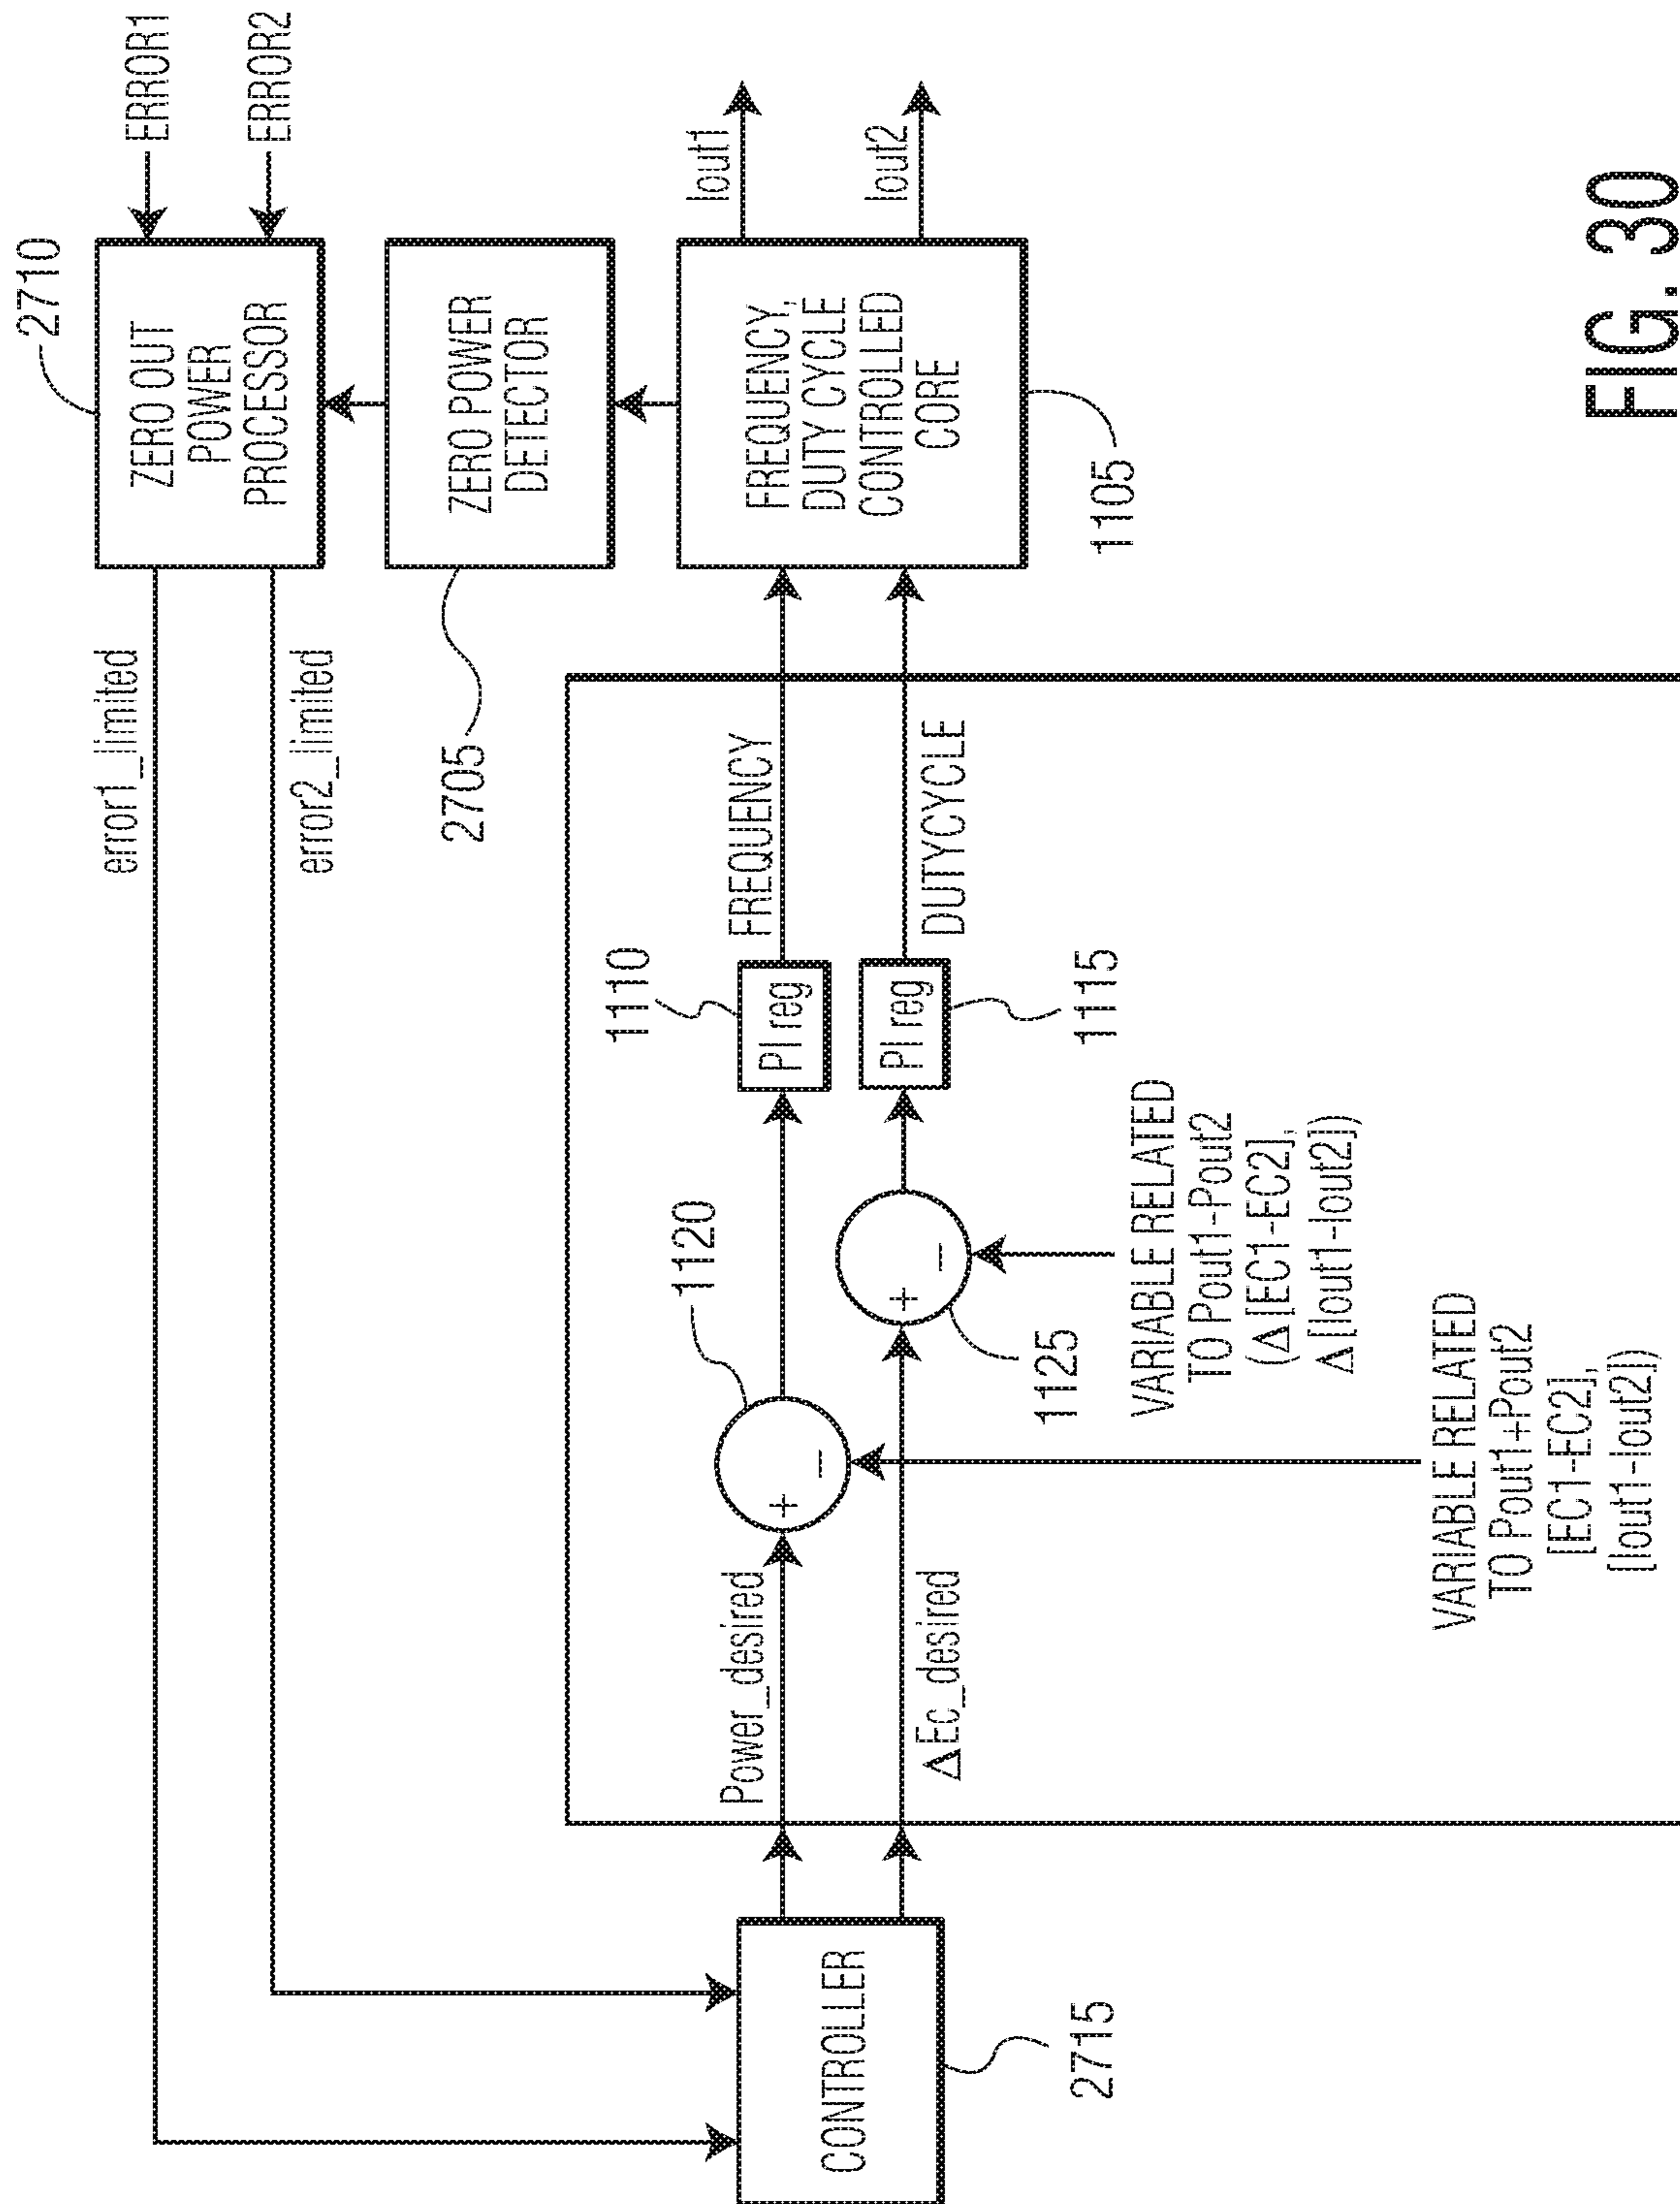 2710
ZERO OUT
POWER
PROCESSOR
ERROR1
ERROR2
error1_limited
error2_limited
ZERO POWER
DETECTOR
2705
FREQUENCY,
DUTY CYCLE
CONTROLLED
CORE
1105
Iout1
Iout2
CONTROLLER
2715
Power_desired
ΔEc_desired
+
−
1120
+
−
1125
PI reg
1110
PI reg
1115
FREQUENCY
DUTYCYCLE
VARIABLE RELATED
TO Pout1-Pout2
(Δ[EC1-EC2],
Δ[Iout1-Iout2])
VARIABLE RELATED
TO Pout1+Pout2
[EC1-EC2],
[Iout1-Iout2])
FIG. 30